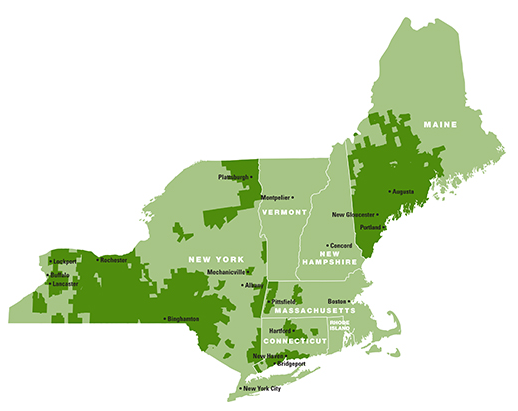 MAINE
Plattsburgh
Augusta
Montpelier
VERMONT
New Gloucester
Portland
Concord
NEW
HAMPSHIRE
NEW YORK
Lockport
Rochester
Mechanicville
Buffalo
Lancaster
Albany
Pittsfield
Boston
MASSACHUSETTS
Binghamton
RHODE
ISLAND
Hartford
CONNECTICUT
New Haven
Bridgeport
New York City